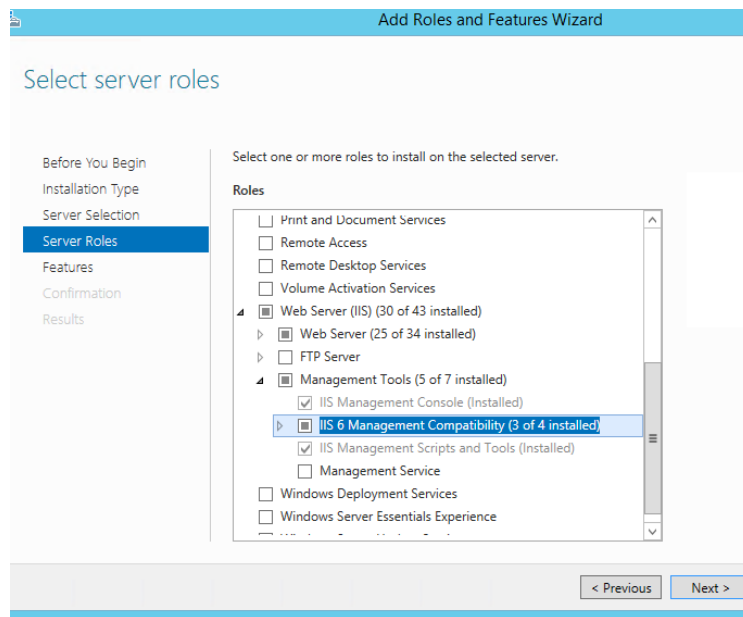 Add Roles and Features Wizard
Select server roles
Before You Begin
Installation Type
Server Selection
Server Roles
Features
Confirmation
Results
Select one or more roles to install on the selected server.
Roles
Print and Document Services
Remote Access
Remote Desktop Services
Volume Activation Services
Web Server (IIS) (30 of 43 installed)
Web Server (25 of 34 installed)
FTP Server
Management Tools (5 of 7 installed)
IIS Management Console (Installed)
IIS 6 Management Compatibility (3 of 4 installed)
IIS Management Scripts and Tools (Installed)
Management Service
Windows Deployment Services
Windows Server Essentials Experience
< Previous
Next >